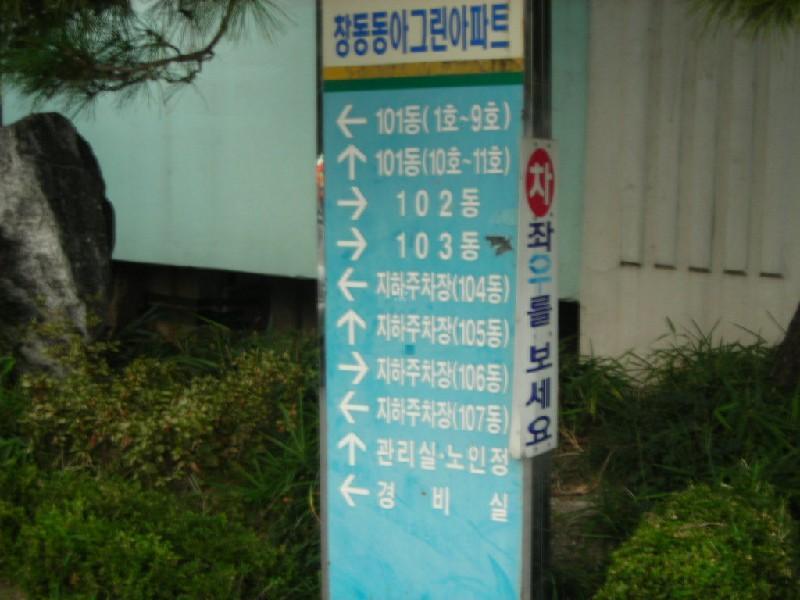 창동동아그린아파트
← 101동(1호~9호)
↑ 101동(10호~11호)
→ 102동
→ 103동
← 지하주차장(104동)
↑ 지하주차장(105동)
→ 지하주차장(106동)
← 지하주차장(107동)
↑ 관리실·노인정
← 경비실
차 좌우를 보세요